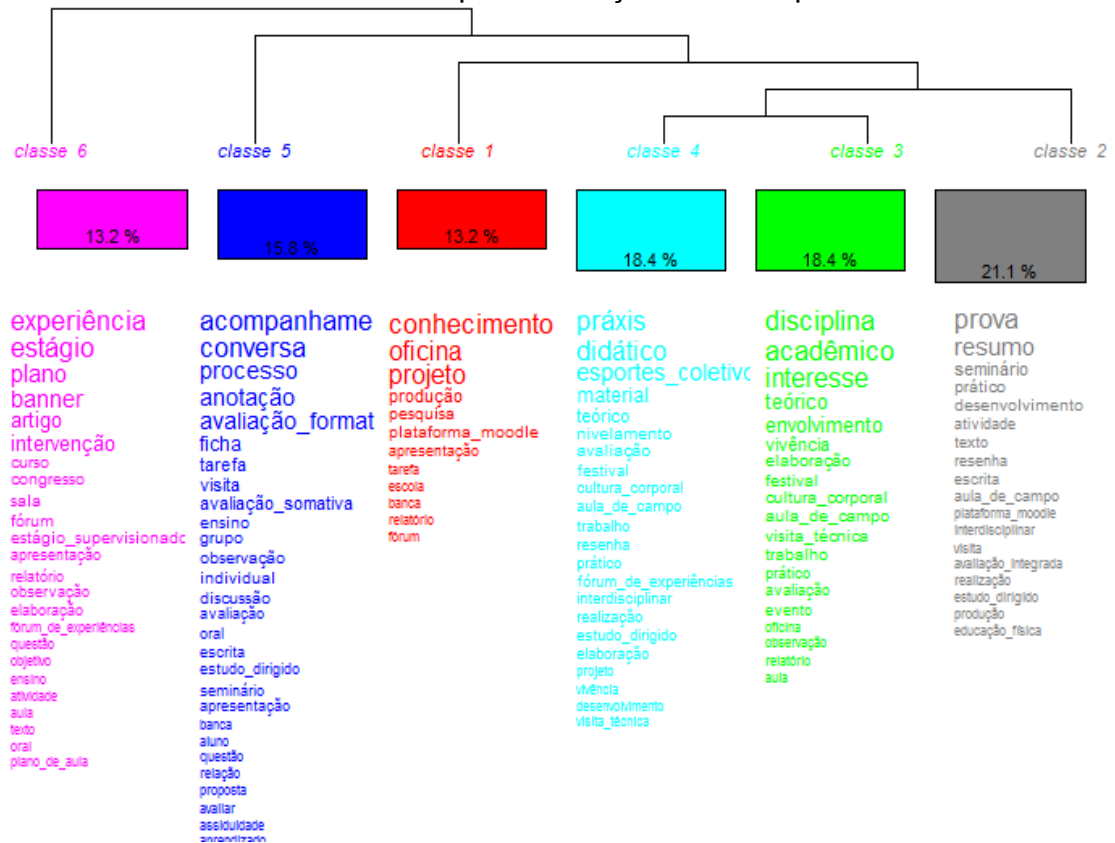 classe 6
classe 5
classe 1
classe 4
classe 3
classe 2
13.2 %
15.8 %
13.2 %
18.4 %
18.4 %
21.1 %
experiência
estágio
plano
banner
artigo
intervenção
curso
congresso
sala
fórum
estágio_supervisionado
apresentação
relatório
observação
elaboração
fórum_de_experiências
questão
objetivo
ensino
atividade
aula
texto
oral
plano_de_aula
acompanhame
conversa
processo
anotação
avaliação_format
ficha
tarefa
visita
avaliação_somativa
ensino
grupo
observação
individual
discussão
avaliação
oral
escrita
estudo_dirigido
seminário
apresentação
banca
aluno
questão
relação
proposta
avaliar
assiduidade
aprendizado
conhecimento
oficina
projeto
produção
pesquisa
plataforma_moodle
apresentação
tarefa
escola
banca
relatório
fórum
práxis
didático
esportes_coletivo
material
teórico
nivelamento
avaliação
festival
cultura_corporal
aula_de_campo
trabalho
resenha
prático
fórum_de_experiências
interdisciplinar
realização
estudo_dirigido
elaboração
projeto
vivência
desenvolvimento
visita_técnica
disciplina
acadêmico
interesse
teórico
envolvimento
vivência
elaboração
festival
cultura_corporal
aula_de_campo
visita_técnica
trabalho
prático
avaliação
evento
oficina
observação
relatório
aula
prova
resumo
seminário
prático
desenvolvimento
atividade
texto
resenha
escrita
aula_de_campo
plataforma_moodle
interdisciplinar
visita
avaliação_integrada
realização
estudo_dirigido
produção
educação_física